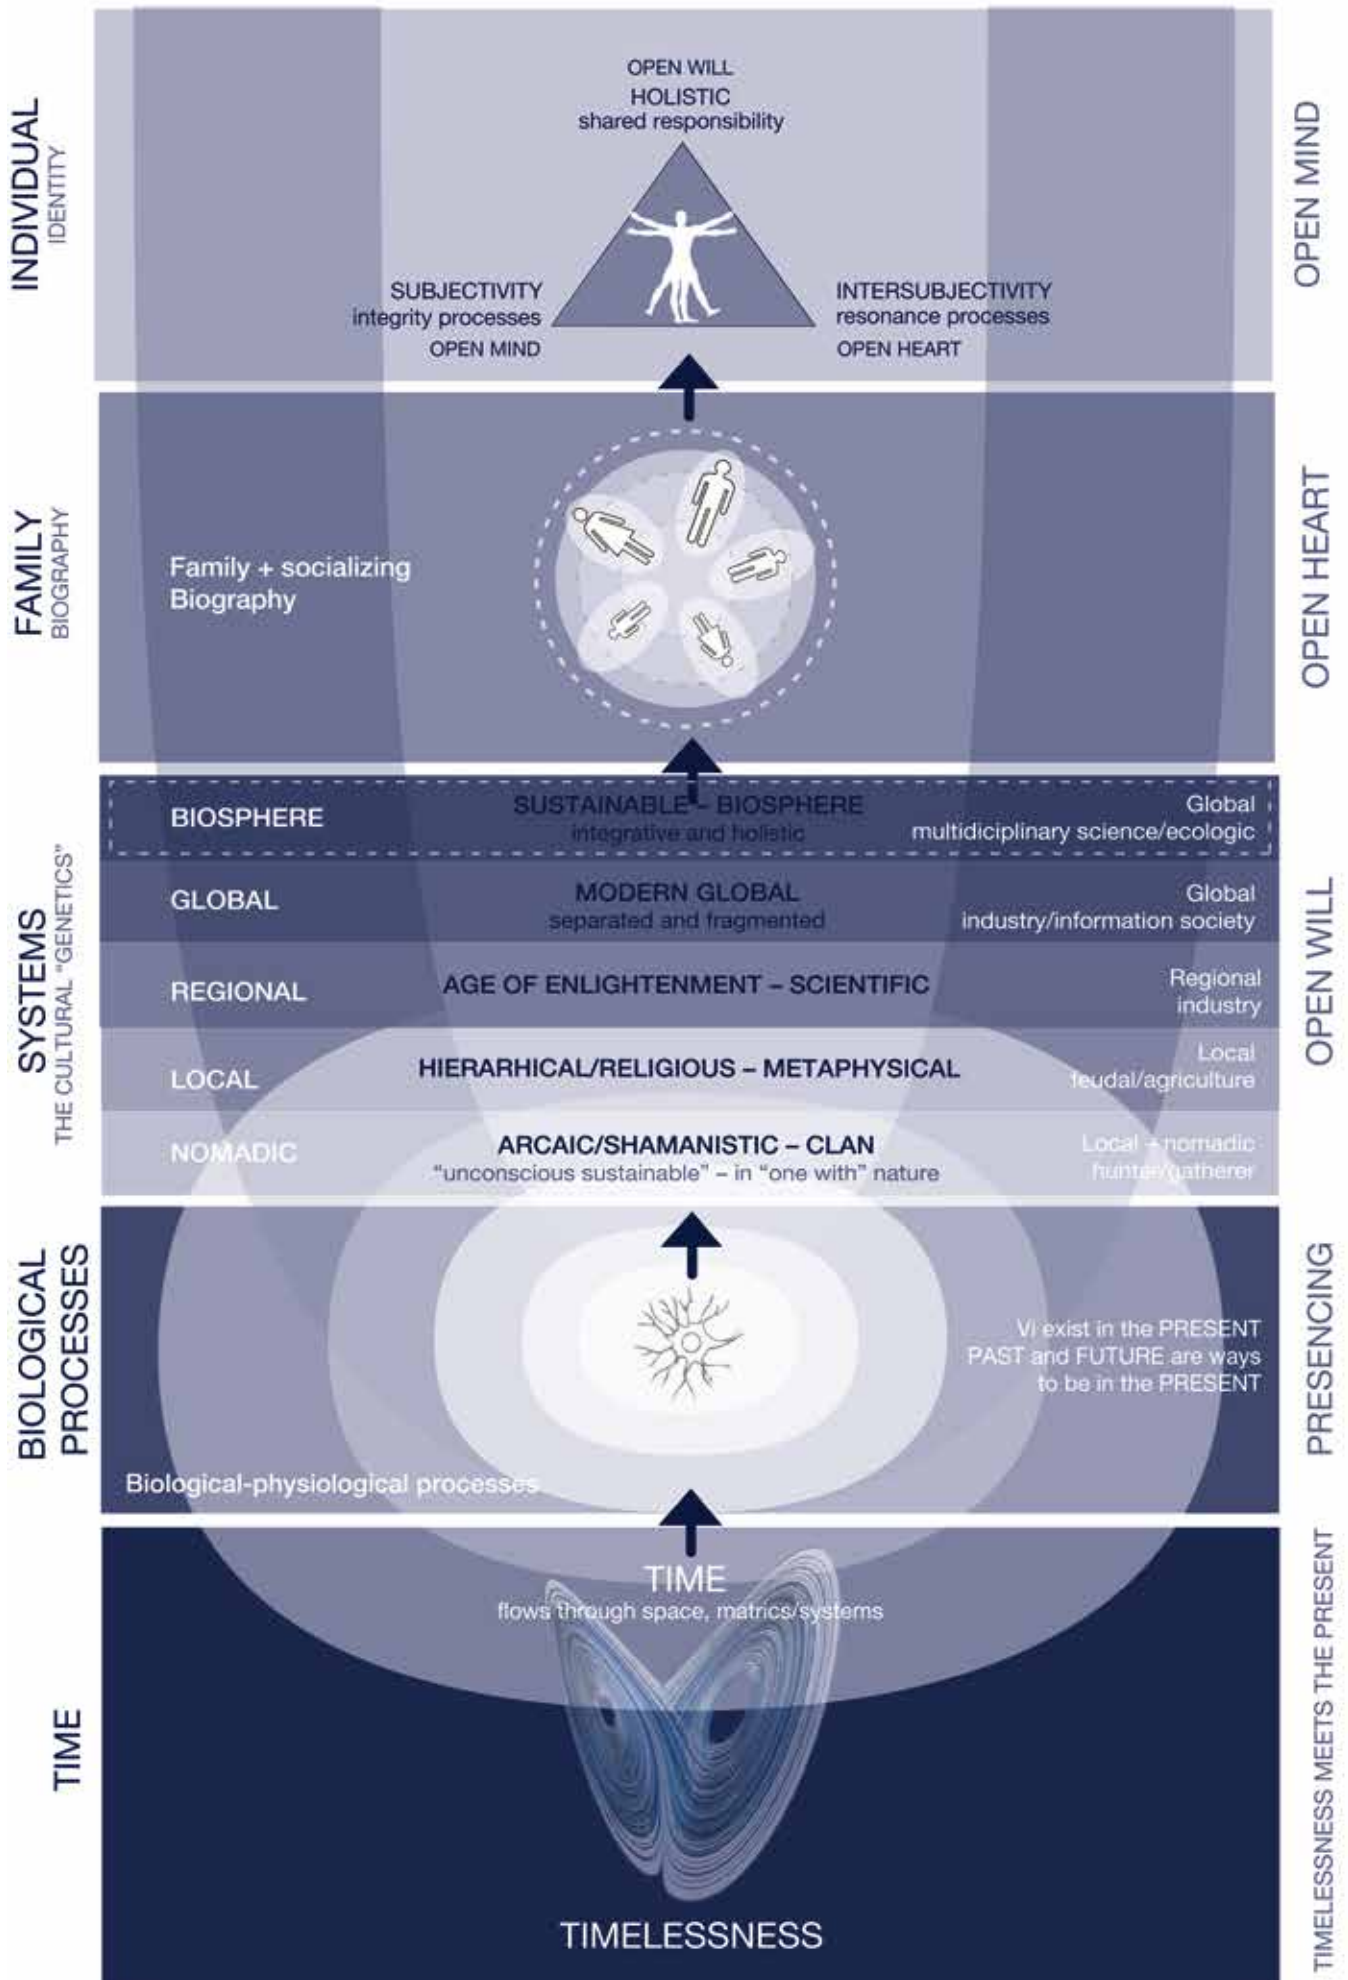 INDIVIDUAL
IDENTITY
OPEN WILL
HOLISTIC
shared responsibility
SUBJECTIVITY
integrity processes
OPEN MIND
INTERSUBJECTIVITY
resonance processes
OPEN HEART
OPEN MIND
FAMILY
BIOGRAPHY
Family + socializing
Biography
OPEN HEART
SYSTEMS
THE CULTURAL "GENETICS"
BIOSPHERE
SUSTAINABLE – BIOSPHERE
integrative and holistic
Global
multidiciplinary science/ecologic
GLOBAL
MODERN GLOBAL
separated and fragmented
Global
industry/information society
REGIONAL
AGE OF ENLIGHTENMENT – SCIENTIFIC
Regional
industry
LOCAL
HIERARHICAL/RELIGIOUS – METAPHYSICAL
Local
feudal/agriculture
NOMADIC
ARCAIC/SHAMANISTIC – CLAN
"unconscious sustainable" – in "one with" nature
Local – nomadic
hunter/gatherer
OPEN WILL
BIOLOGICAL
PROCESSES
Vi exist in the PRESENT
PAST and FUTURE are ways
to be in the PRESENT
Biological-physiological processes
PRESENCING
TIME
TIME
flows through space, matrics/systems
TIMELESSNESS
TIMELESSNESS MEETS THE PRESENT